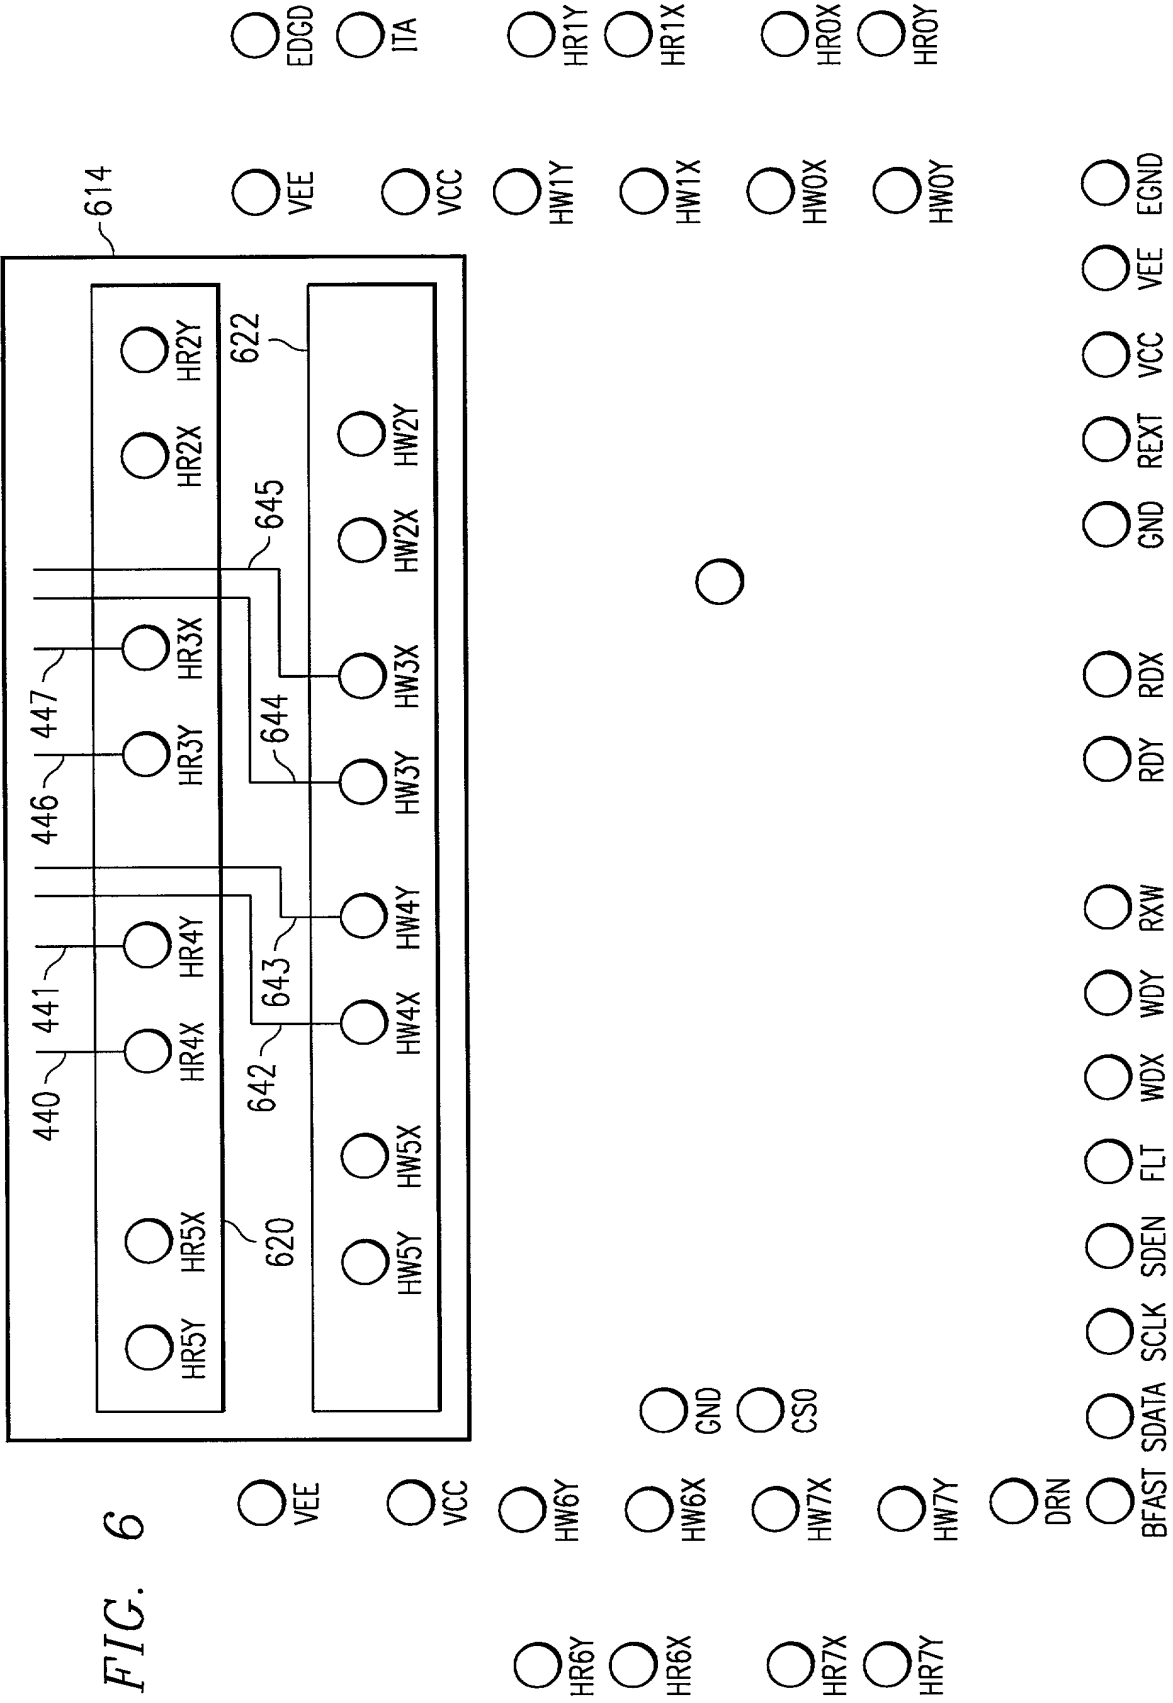 FIG. 6
440 441 446 447
614
HR5Y HR5X HR4X HR4Y HR3Y HR3X HR2X HR2Y
620 642 643 644 645 622
VEE VEE EDGD
HW5Y HW5X HW4X HW4Y HW3Y HW3X HW2X HW2Y ITA
VCC VCC
HR6Y HW6Y HW1Y HR1Y
HR6X HW6X GND HW1X HR1X
HR7X HW7X CS0 HW0X HR0X
HR7Y HW7Y HW0Y HR0Y
DRN
BFAST SDATA SCLK SDEN FLT WDX WDY RXW RDY RDX GND REXT VCC VEE EGND